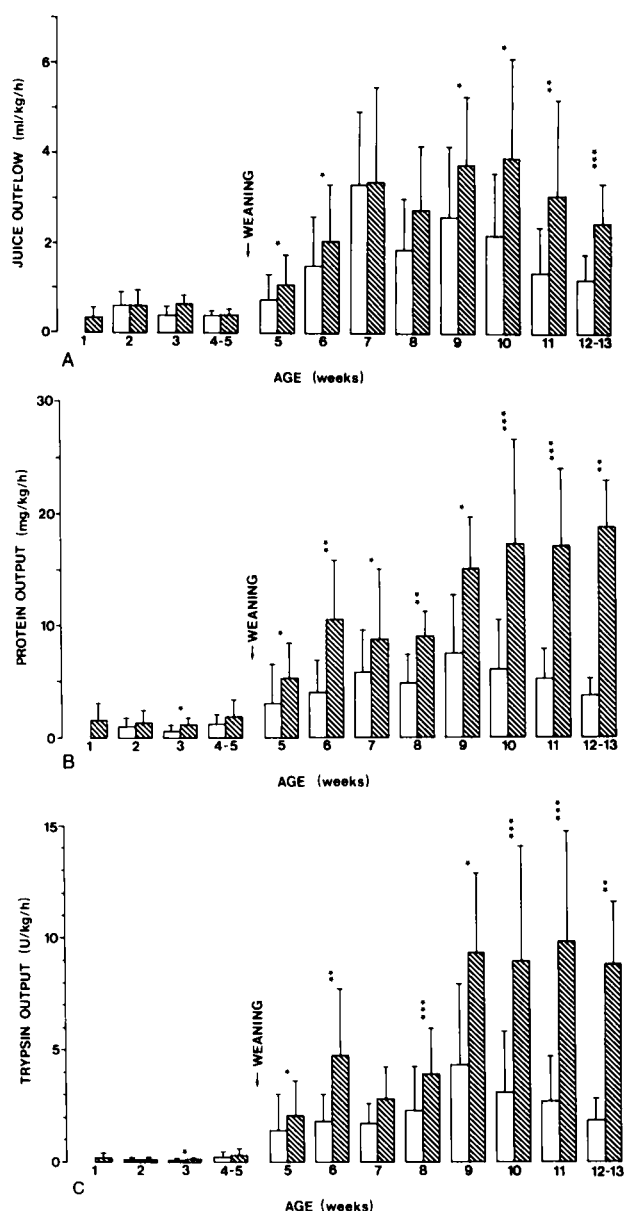 6
4
2
0
JUICE OUTFLOW (ml/kg/h)
WEANING
*
*
*
*
**
***
1 2 3 4-5 5 6 7 8 9 10 11 12-13
A
AGE (weeks)
30
20
10
0
PROTEIN OUTPUT (mg/kg/h)
WEANING
*
*
**
*
**
*
***
***
**
1 2 3 4-5 5 6 7 8 9 10 11 12-13
B
AGE (weeks)
15
10
5
0
TRYPSIN OUTPUT (U/kg/h)
WEANING
*
*
**
***
*
***
***
**
1 2 3 4-5 5 6 7 8 9 10 11 12-13
C
AGE (weeks)